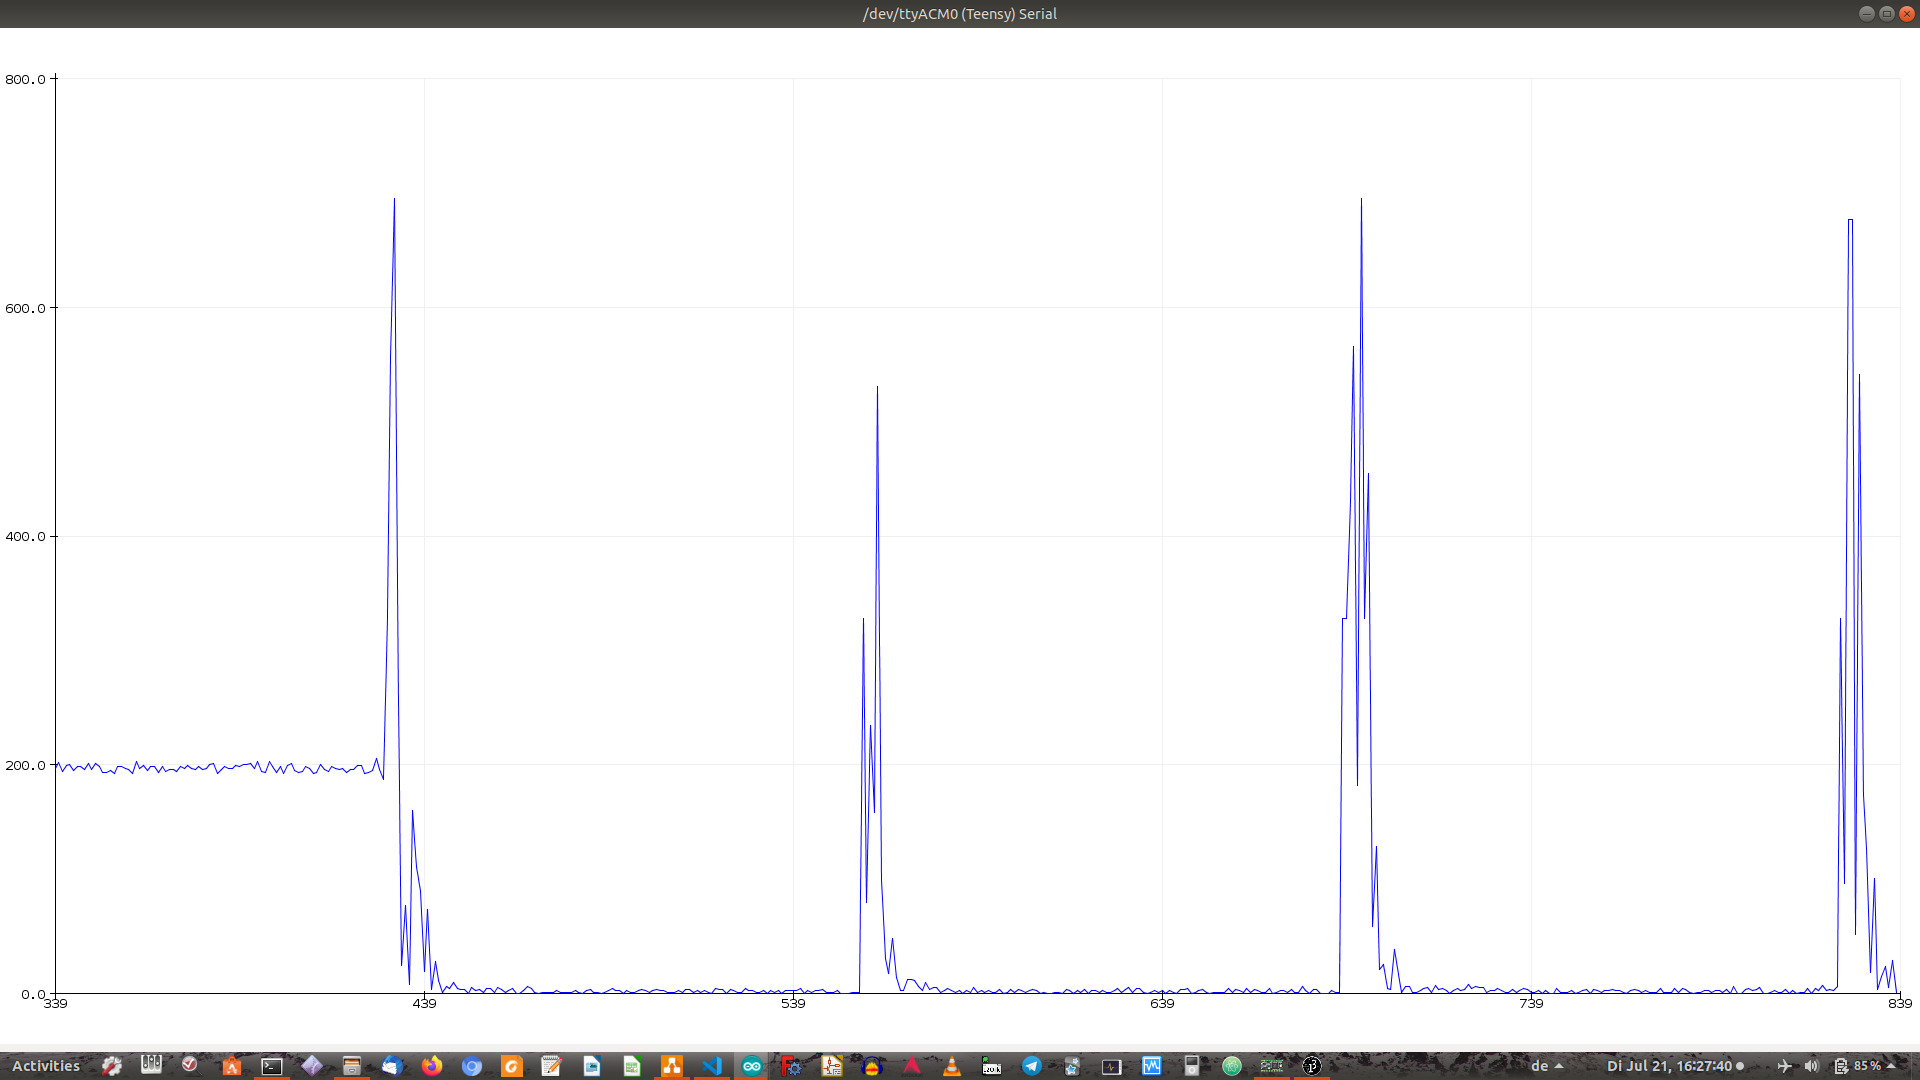 /dev/ttyACM0 (Teensy) Serial
800.0
600.0
400.0
200.0
0.0
339 439 539 639 739 839
Activities de Di Jul 21, 16:27:40 85 %